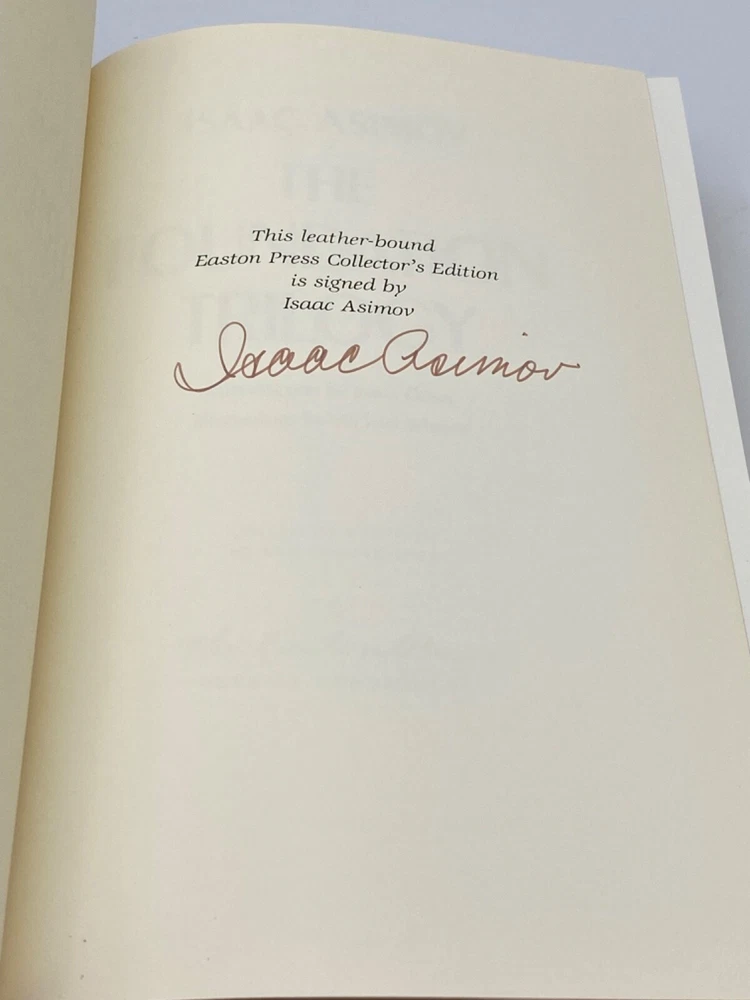 This leather-bound
Easton Press Collector's Edition
is signed by
Isaac Asimov
Isaac Asimov